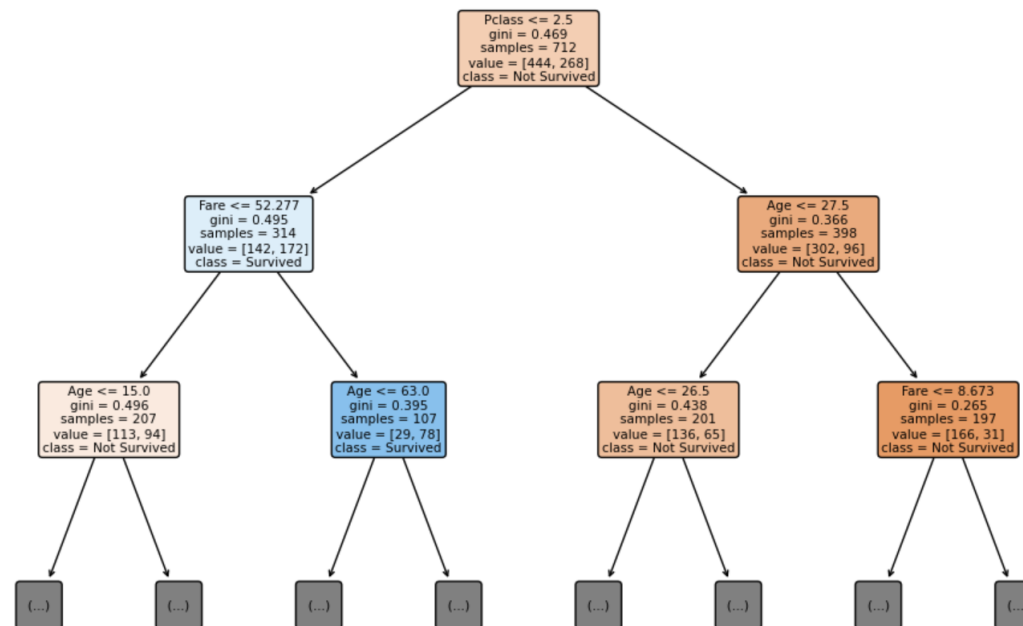 Pclass <= 2.5
gini = 0.469
samples = 712
value = [444, 268]
class = Not Survived
Fare <= 52.277
gini = 0.495
samples = 314
value = [142, 172]
class = Survived
Age <= 27.5
gini = 0.366
samples = 398
value = [302, 96]
class = Not Survived
Age <= 15.0
gini = 0.496
samples = 207
value = [113, 94]
class = Not Survived
Age <= 63.0
gini = 0.395
samples = 107
value = [29, 78]
class = Survived
Age <= 26.5
gini = 0.438
samples = 201
value = [136, 65]
class = Not Survived
Fare <= 8.673
gini = 0.265
samples = 197
value = [166, 31]
class = Not Survived
(...)
(...)
(...)
(...)
(...)
(...)
(...)
(...